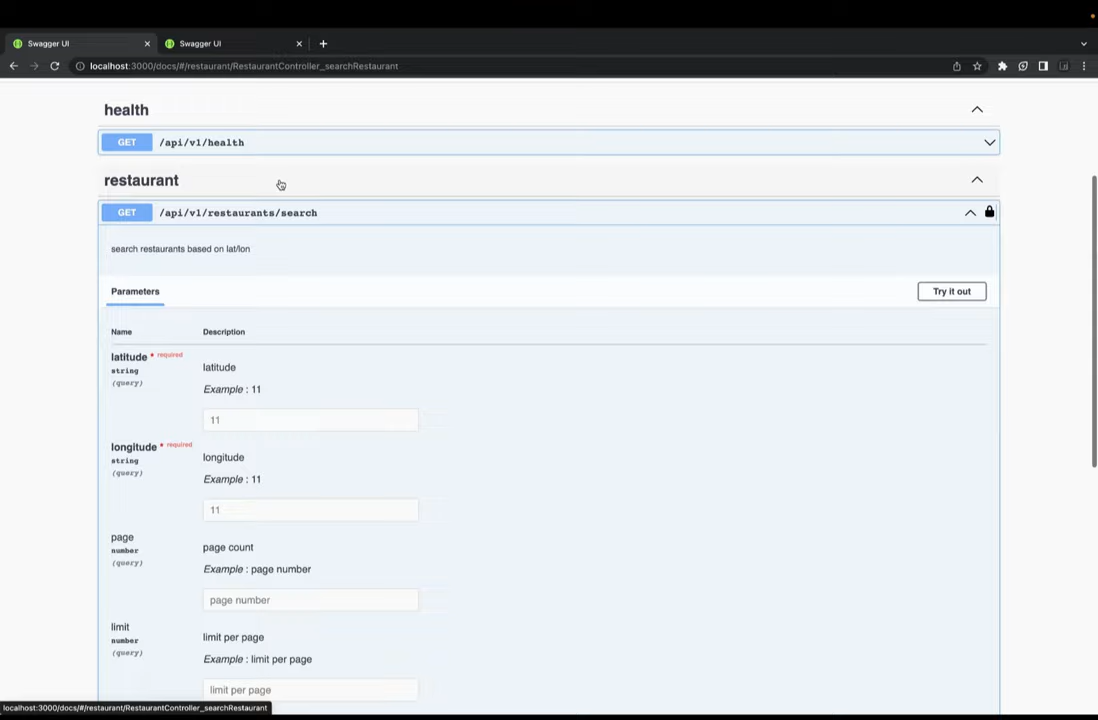 Swagger UI
Swagger UI
localhost:3000/docs/#/restaurant/RestaurantController_searchRestaurant
health
GET /api/v1/health
restaurant
GET /api/v1/restaurants/search
search restaurants based on lat/lon
Parameters
Try it out
Name Description
latitude * required
string
(query)
latitude
Example : 11
11
longitude * required
string
(query)
longitude
Example : 11
11
page
number
(query)
page count
Example : page number
page number
limit
number
(query)
limit per page
Example : limit per page
limit per page
localhost:3000/docs/#/restaurant/RestaurantController_searchRestaurant